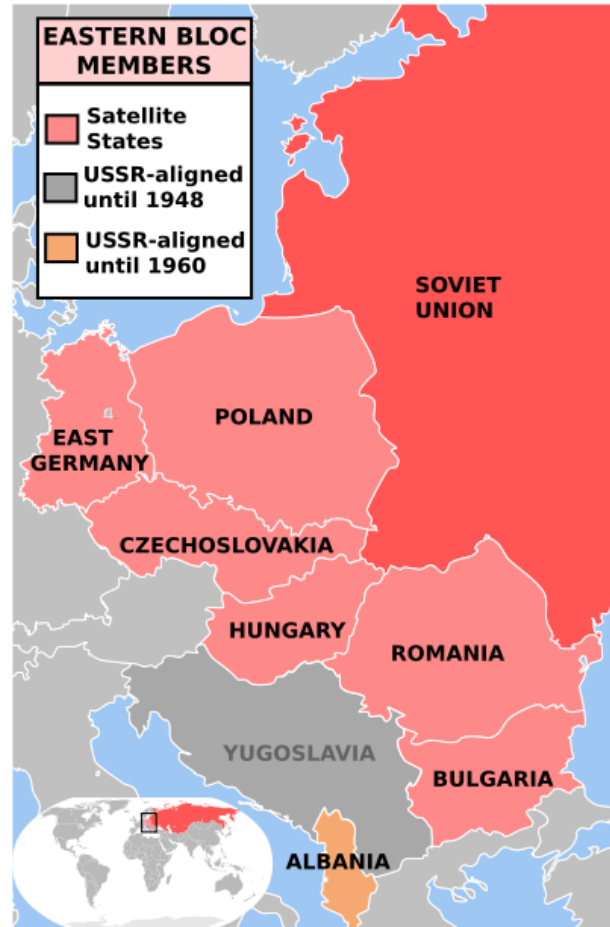 EASTERN BLOC
MEMBERS
Satellite
States
USSR-aligned
until 1948
USSR-aligned
until 1960
SOVIET
UNION
POLAND
EAST
GERMANY
CZECHOSLOVAKIA
HUNGARY
ROMANIA
YUGOSLAVIA
BULGARIA
ALBANIA